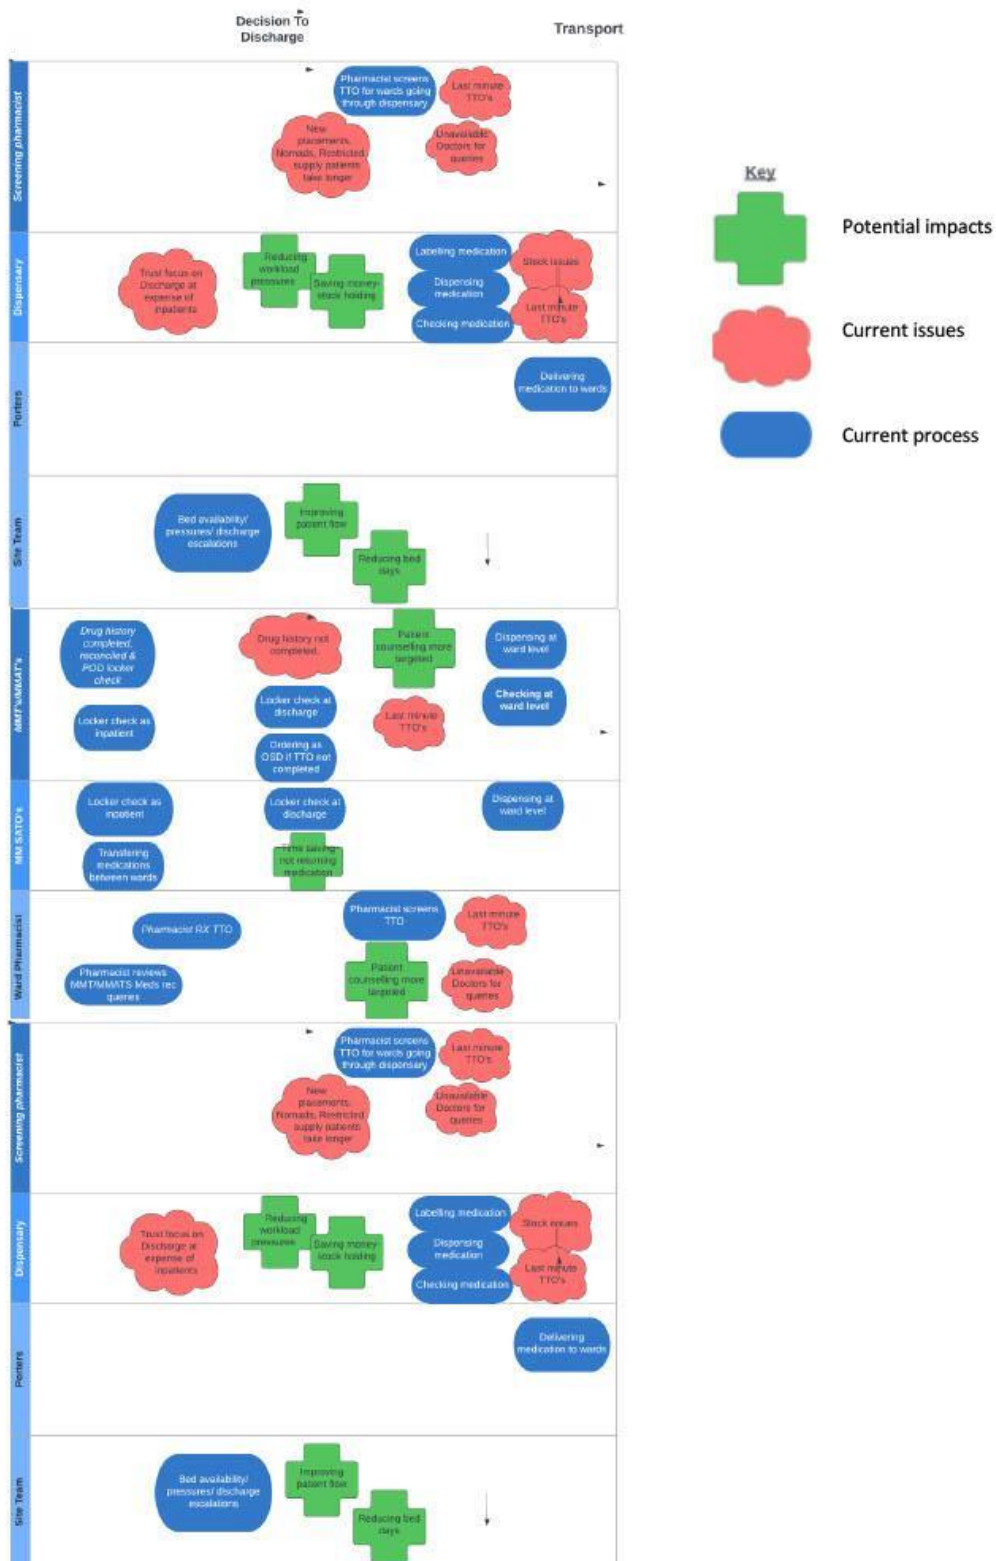 Decision To
Discharge
Transport
Screening pharmacist
Pharmacist screens
TTO for wards going
through dispensary
Last minute
TTO's
New
placements,
Nomads, Restricted
supply patients
take longer
Unavailable
Doctors for
queries
Key
Potential impacts
Current issues
Current process
Dispensary
Trust focus on
Discharge at
expense of
inpatients
Reducing
workload
pressures
Saving money-
stock holding
Labelling medication
Dispensing
medication
Checking medication
Stock issues
Last minute
TTO's
Porters
Delivering
medication to wards
Site Team
Bed availability/
pressures/ discharge
escalations
Improving
patient flow
Reducing bed
days
MMT's/MMAT's
Drug history
completed,
reconciled &
POD locker
check
Locker check as
inpatient
Drug history not
completed.
Locker check at
discharge
Ordering as
OSD if TTO not
completed
Patient
counselling more
targeted
Last minute
TTO's
Dispensing at
ward level
Checking at
ward level
MM SATO's
Locker check as
inpatient
Transfering
medications
between words
Locker check at
discharge
Time saving
not returning
medication
Dispensing at
ward level
Ward Pharmacist
Pharmacist RX TTO
Pharmacist reviews
MMT/MMATS Meds rec
queries
Pharmacist screens
TTO
Patient
counselling more
targeted
Last minute
TTO's
Unavailable
Doctors for
queries
Screening pharmacist
Pharmacist screens
TTO for wards going
through dispensary
Last minute
TTO's
New
placements,
Nomads, Restricted
supply patients
take longer
Unavailable
Doctors for
queries
Dispensary
Trust focus on
Discharge at
expense of
inpatients
Reducing
workload
pressures
Saving money-
stock holding
Labelling medication
Dispensing
medication
Checking medication
Stock issues
Last minute
TTO's
Porters
Delivering
medication to wards
Site Team
Bed availability/
pressures/ discharge
escalations
Improving
patient flow
Reducing bed
days